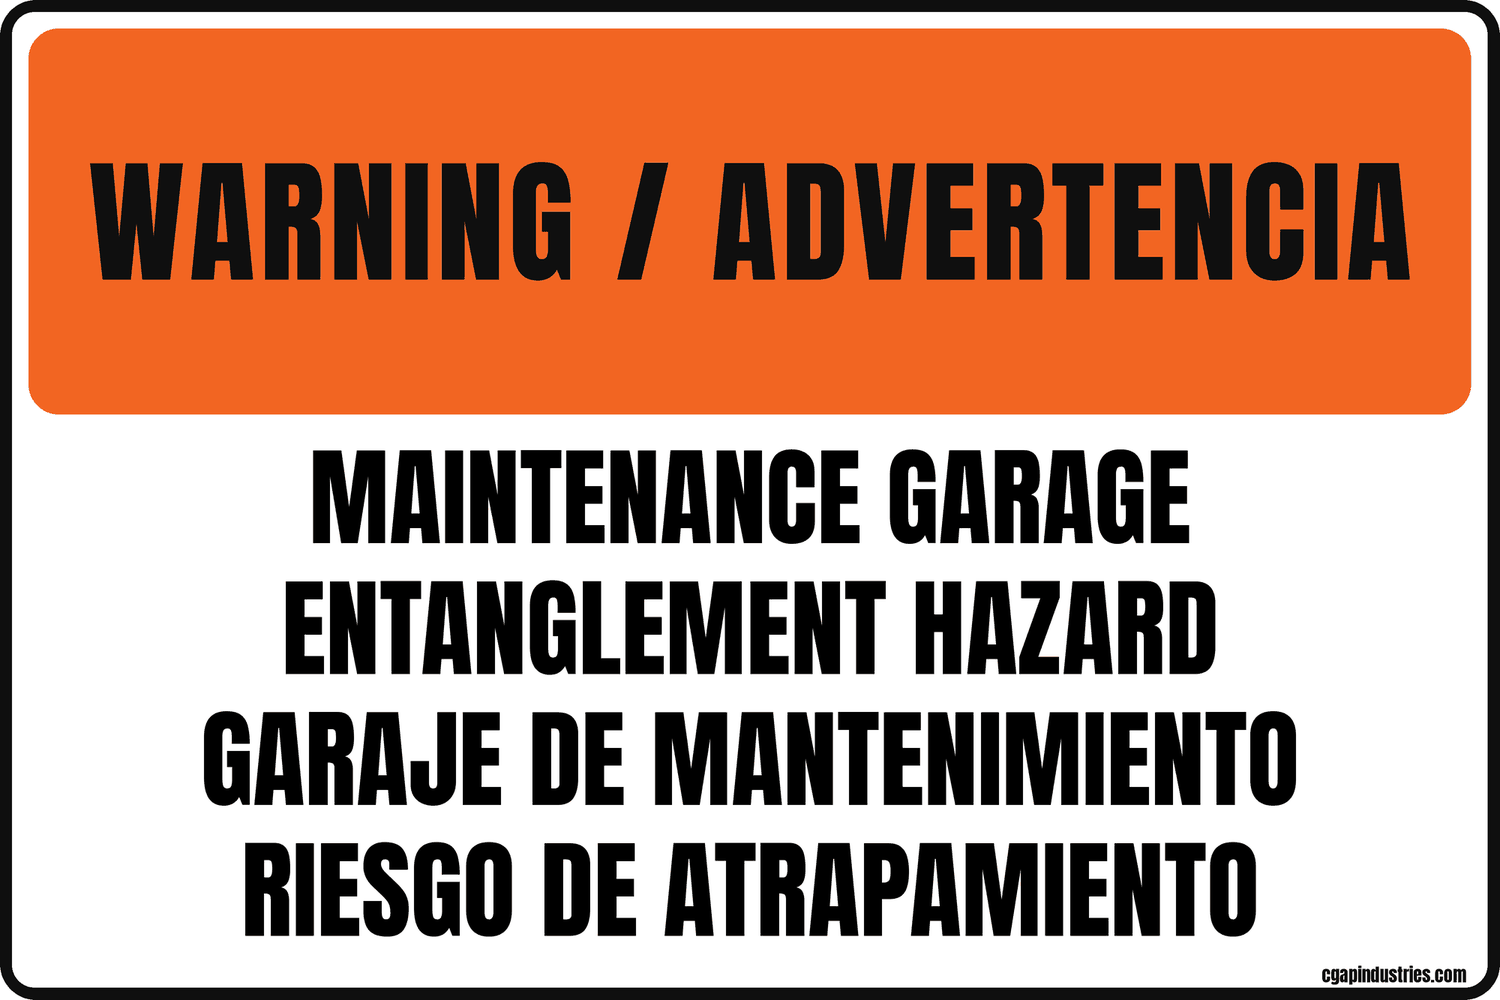 WARNING / ADVERTENCIA
MAINTENANCE GARAGE
ENTANGLEMENT HAZARD
GARAJE DE MANTENIMIENTO
RIESGO DE ATRAPAMIENTO
cgapindustries.com